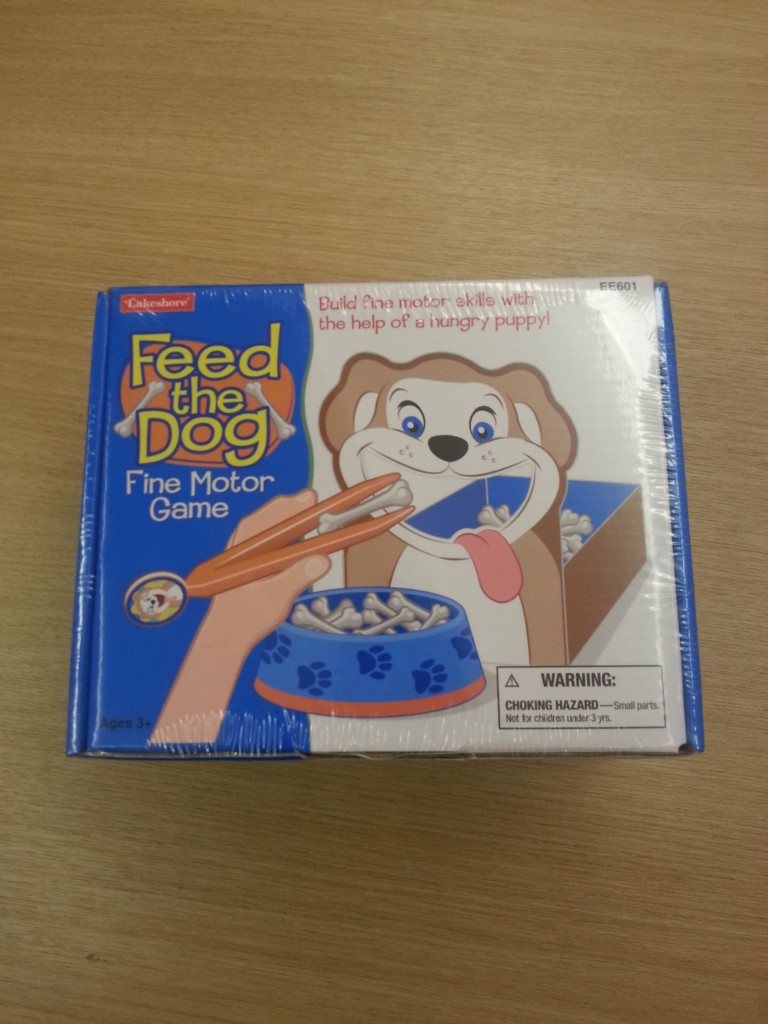 Lakeshore
EE601
Build fine motor skills with
the help of a hungry puppy!
Feed
the
Dog
Fine Motor
Game
Ages 3+
WARNING:
CHOKING HAZARD — Small parts.
Not for children under 3 yrs.